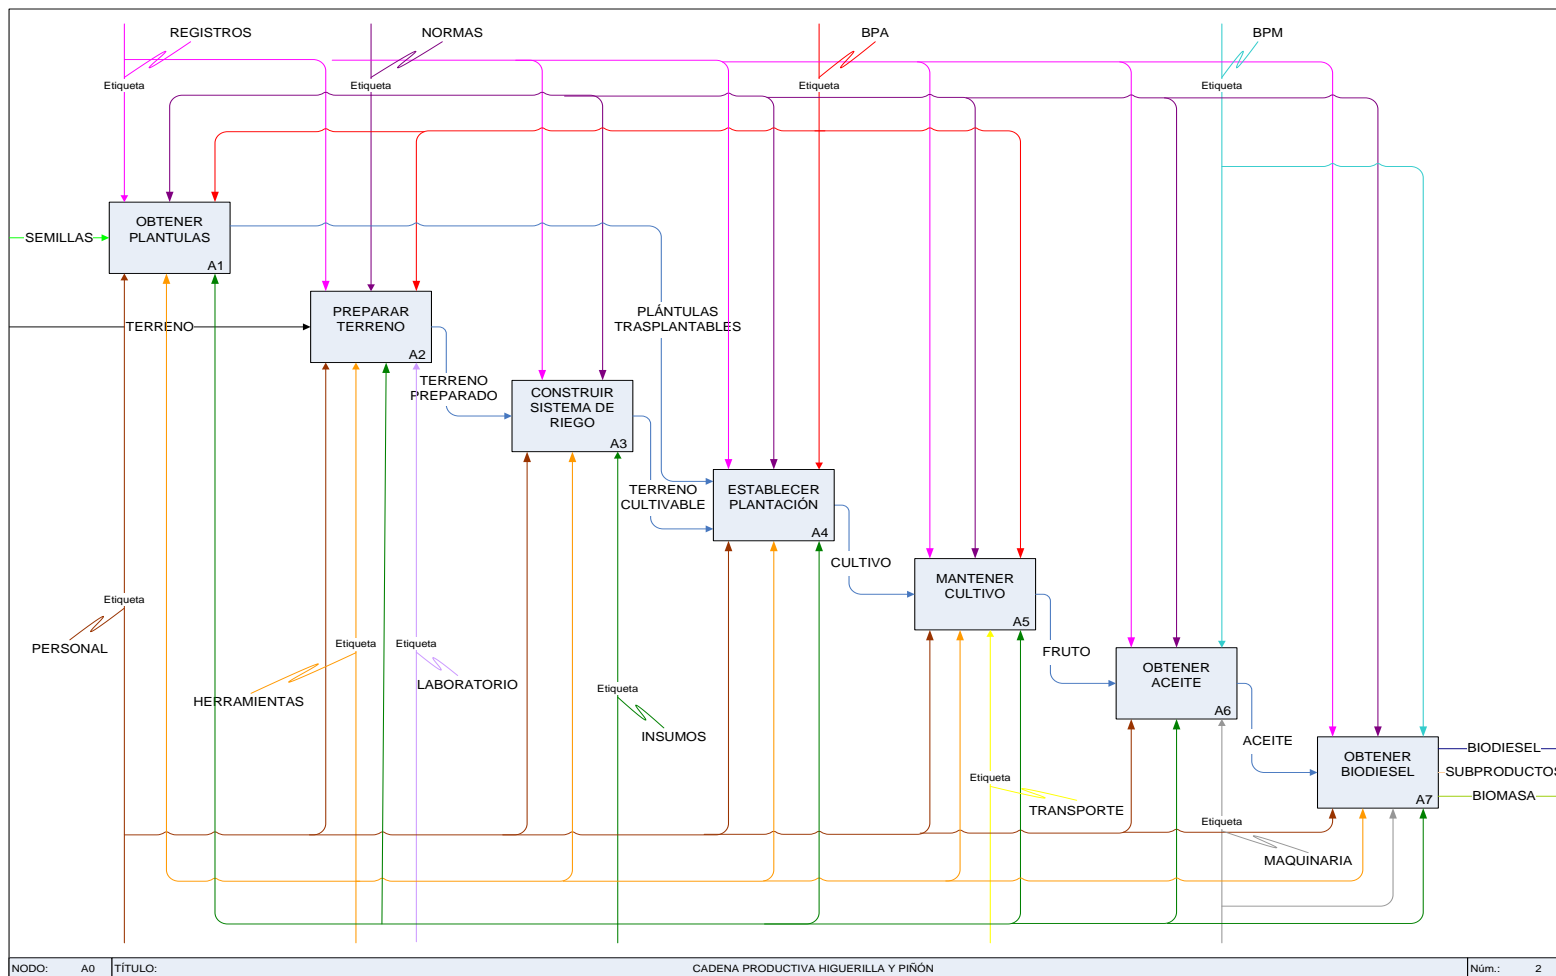 REGISTROS
NORMAS
BPA
BPM
Etiqueta
Etiqueta
Etiqueta
Etiqueta
OBTENER
PLANTULAS
A1
SEMILLAS
PREPARAR
TERRENO
A2
TERRENO
PLÁNTULAS
TRASPLANTABLES
TERRENO
PREPARADO
CONSTRUIR
SISTEMA DE
RIEGO
A3
TERRENO
CULTIVABLE
ESTABLECER
PLANTACIÓN
A4
CULTIVO
MANTENER
CULTIVO
A5
Etiqueta
PERSONAL
Etiqueta
HERRAMIENTAS
Etiqueta
LABORATORIO
Etiqueta
INSUMOS
FRUTO
OBTENER
ACEITE
A6
ACEITE
OBTENER
BIODIESEL
A7
BIODIESEL
SUBPRODUCTOS
BIOMASA
Etiqueta
TRANSPORTE
Etiqueta
MAQUINARIA
NODO: A0 TÍTULO: CADENA PRODUCTIVA HIGUERILLA Y PIÑÓN Núm.: 2